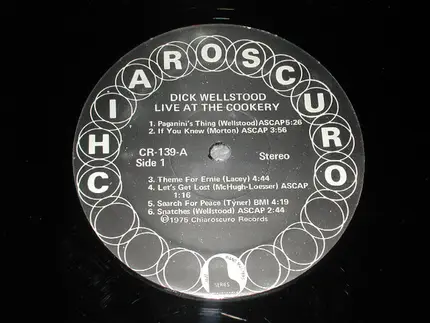 CHIAROSCURO
DICK WELLSTOOD
LIVE AT THE COOKERY
1. Paganini's Thing (Wellstood) ASCAP 5:26
2. If You Knew (Morton) ASCAP 3:56
CR-139-A
Side 1
Stereo
3. Theme For Ernie (Lacey) 4:44
4. Let's Get Lost (McHugh-Loesser) ASCAP
1:16
5. Search For Peace (Tyner) BMI 4:19
6. Snatches (Wellstood) ASCAP 2:44
©1975 Chiaroscuro Records
SERIES